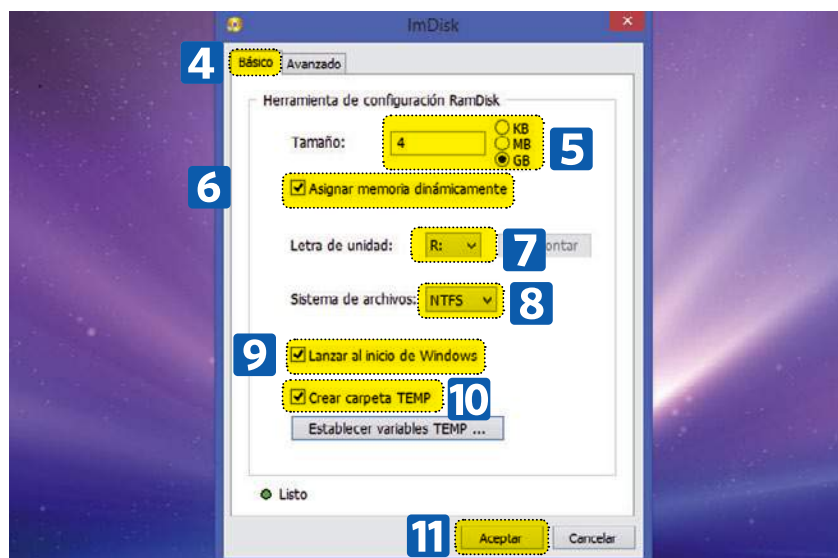 ImDisk
4 Básico Avanzado
Herramienta de configuración RamDisk
Tamaño: 4 KB
MB
GB 5
6 Asignar memoria dinámicamente
Letra de unidad: R: 7
Sistema de archivos: NTFS 8
9 Lanzar al inicio de Windows
Crear carpeta TEMP 10
Establecer variables TEMP ...
Listo
11 Aceptar Cancelar